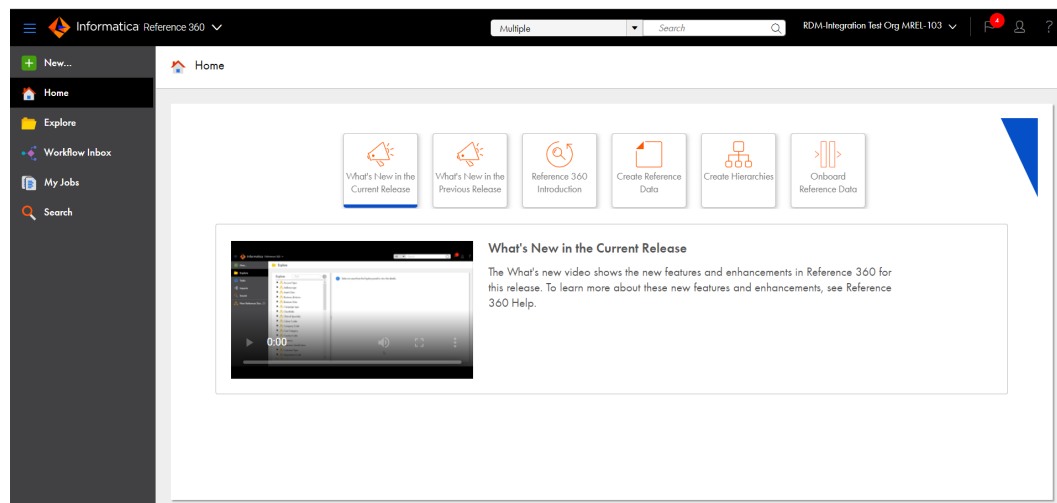 Informatica Reference 360
Multiple
Search
RDM-Integration Test Org MREL-103
4
?
New...
Home
Explore
Workflow Inbox
My Jobs
Search
Home
What's New in the
Current Release
What's New in the
Previous Release
Reference 360
Introduction
Create Reference
Data
Create Hierarchies
Onboard
Reference Data
0:00
What's New in the Current Release
The What's new video shows the new features and enhancements in Reference 360 for
this release. To learn more about these new features and enhancements, see Reference
360 Help.